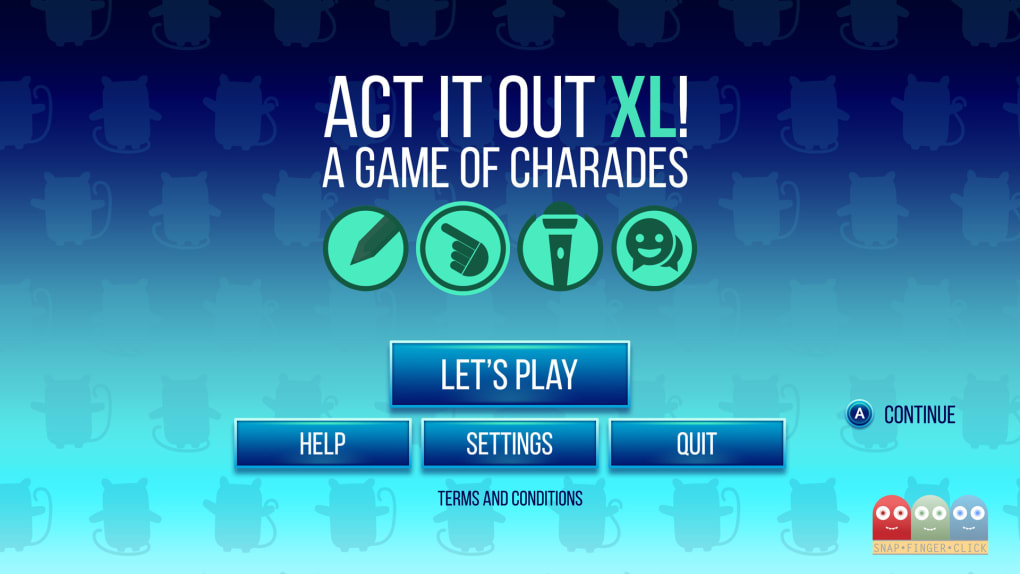 ACT IT OUT XL!
A GAME OF CHARADES
LET'S PLAY
HELP
SETTINGS
QUIT
A CONTINUE
TERMS AND CONDITIONS
SNAP•FINGER•CLICK